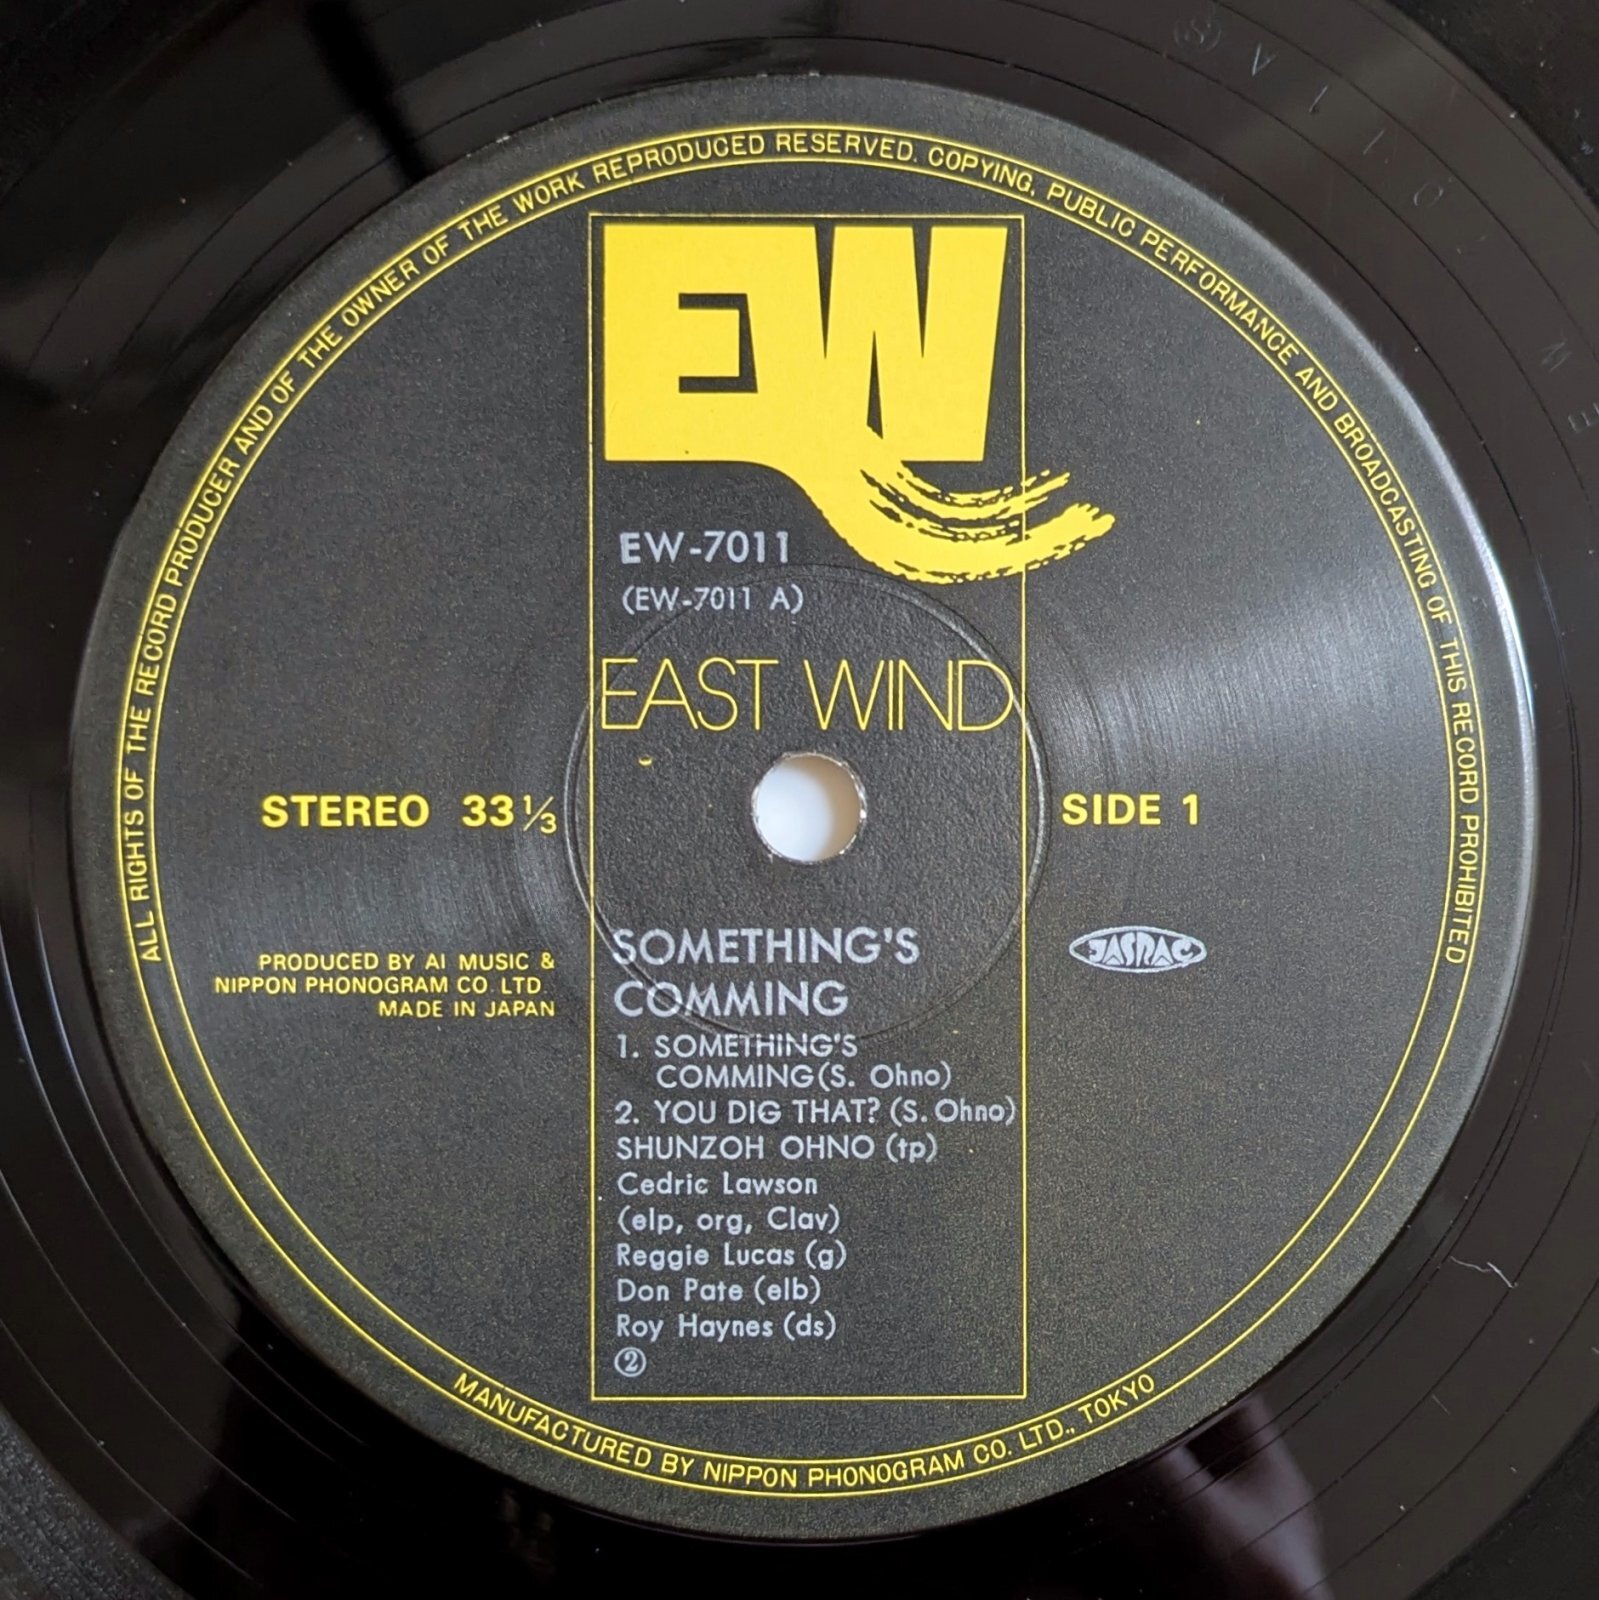 ALL RIGHTS OF THE RECORD PRODUCER AND OF THE OWNER OF THE WORK REPRODUCED RESERVED. COPYING, PUBLIC PERFORMANCE AND BROADCASTING OF THIS RECORD PROHIBITED
EW
EW-7011
(EW-7011 A)
EAST WIND
STEREO 33 1/3
SIDE 1
PRODUCED BY AI MUSIC &
NIPPON PHONOGRAM CO. LTD.
MADE IN JAPAN
JASRAC
SOMETHING'S
COMMING
1. SOMETHING'S
COMMING(S. Ohno)
2. YOU DIG THAT? (S. Ohno)
SHUNZOH OHNO (tp)
Cedric Lawson
(elp, org, Clav)
Reggie Lucas (g)
Don Pate (elb)
Roy Haynes (ds)
②
MANUFACTURED BY NIPPON PHONOGRAM CO. LTD., TOKYO